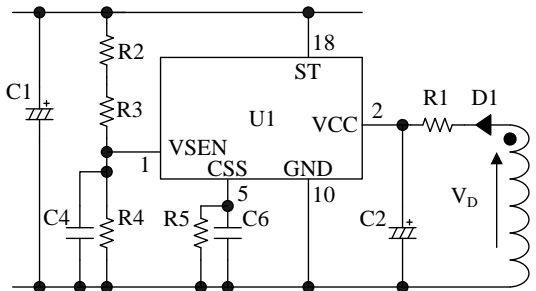 18
R2
ST
C1
R3
U1
2
R1
D1
VCC
VSEN
1
CSS
GND
5
10
V_D
C4
R4
R5
C6
C2